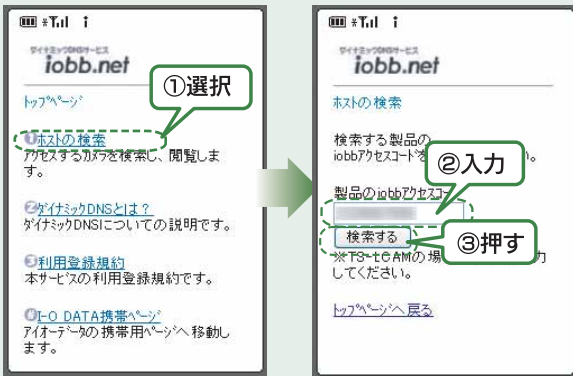 ダイナミックDNSサービス
iobb.net
①選択
トップページ
❶ホストの検索
アクセスするカメラを検索し、閲覧しま
す。
❷ダイナミックDNSとは？
ダイナミックDNSについての説明です。
❸利用登録規約
本サービスの利用登録規約です。
❹I-O DATA携帯ページ
アイオーデータの携帯用ページへ移動し
ます。
ダイナミックDNSサービス
iobb.net
ホストの検索
検索する製品の
iobbアクセスコードを
い。
②入力
製品のiobbアクセスコー
検索する
③押す
※TS-LCAMの場
力
してください。
トップページへ戻る